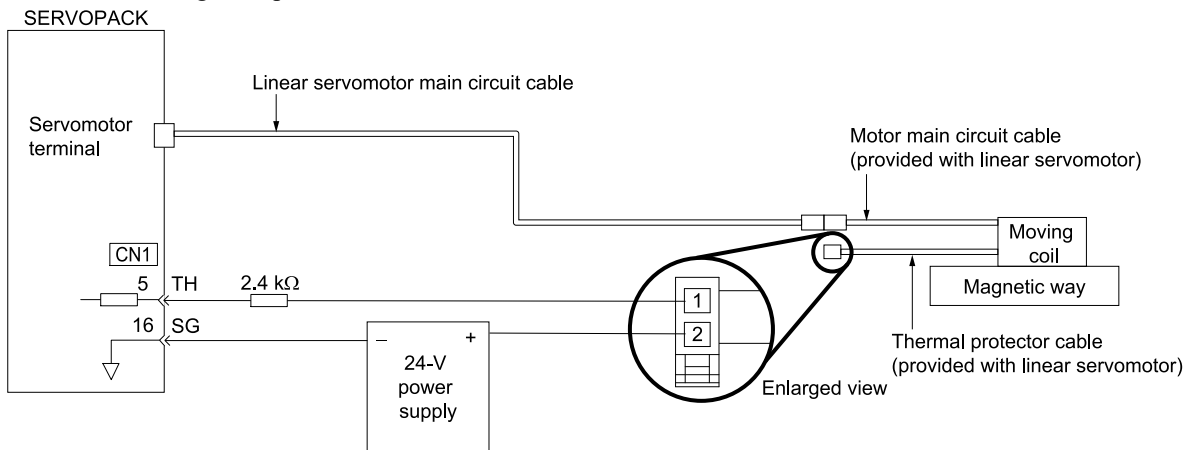 SERVOPACK
Linear servomotor main circuit cable
Servomotor
terminal
Motor main circuit cable
(provided with linear servomotor)
CN1
5
TH
2.4 kΩ
16
SG
–
+
24-V
power
supply
1
2
Enlarged view
Moving
coil
Magnetic way
Thermal protector cable
(provided with linear servomotor)